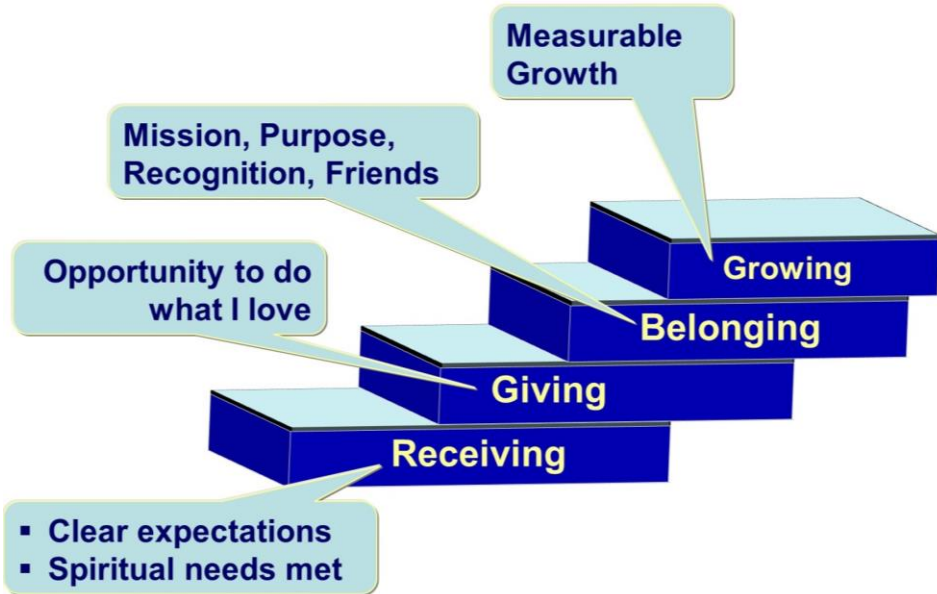 Measurable
Growth
Mission, Purpose,
Recognition, Friends
Opportunity to do
what I love
Growing
Belonging
Giving
Receiving
▪ Clear expectations
▪ Spiritual needs met